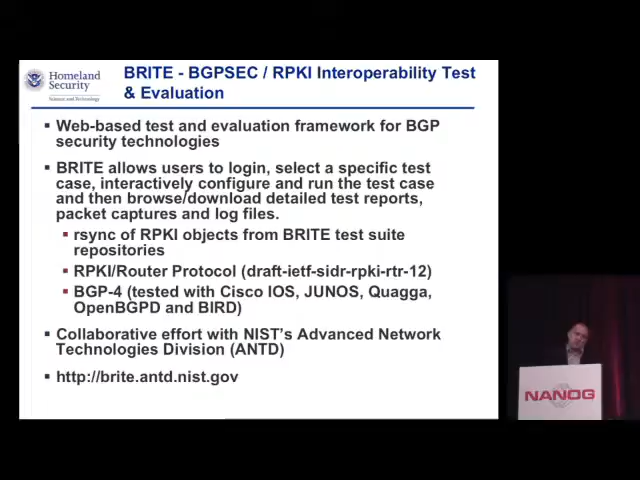 Homeland
Security
Science and Technology
BRITE - BGPSEC / RPKI Interoperability Test
& Evaluation
▪ Web-based test and evaluation framework for BGP
security technologies
▪ BRITE allows users to login, select a specific test
case, interactively configure and run the test case
and then browse/download detailed test reports,
packet captures and log files.
▪ rsync of RPKI objects from BRITE test suite
repositories
▪ RPKI/Router Protocol (draft-ietf-sidr-rpki-rtr-12)
▪ BGP-4 (tested with Cisco IOS, JUNOS, Quagga,
OpenBGPD and BIRD)
▪ Collaborative effort with NIST's Advanced Network
Technologies Division (ANTD)
▪ http://brite.antd.nist.gov
NANOG